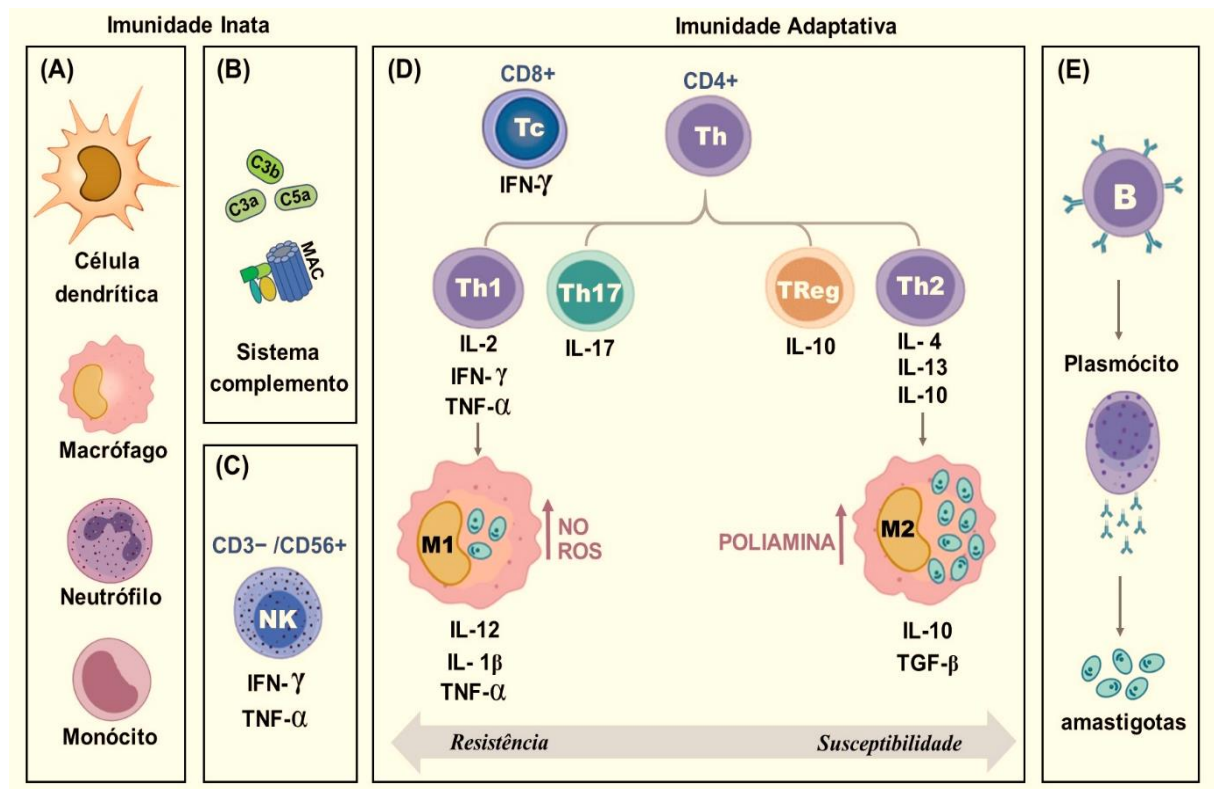 Imunidade Inata
Imunidade Adaptativa
(A)
Célula
dendrítica
Macrófago
Neutrófilo
Monócito
(B)
C3b
C3a
C5a
MAC
Sistema
complemento
(C)
CD3− /CD56+
NK
IFN-γ
TNF-α
(D)
CD8+
Tc
IFN-γ
CD4+
Th
Th1
IL-2
IFN-γ
TNF-α
Th17
IL-17
TReg
IL-10
Th2
IL- 4
IL-13
IL-10
M1
NO
ROS
IL-12
IL- 1β
TNF-α
POLIAMINA
M2
IL-10
TGF-β
Resistência
Susceptibilidade
(E)
B
Plasmócito
amastigotas